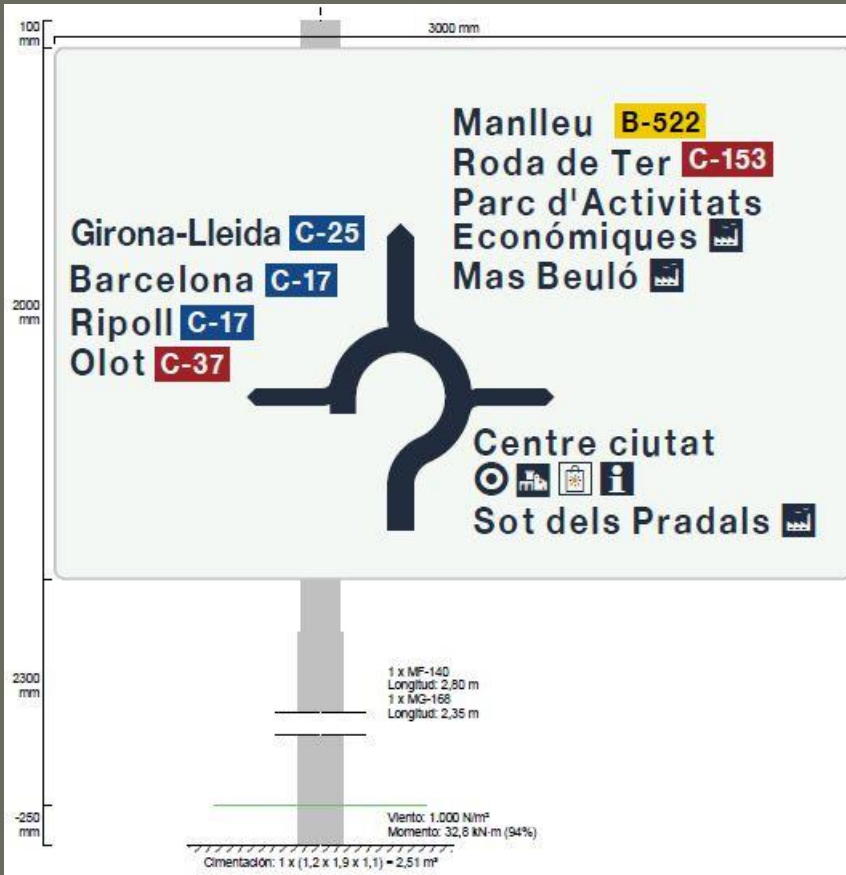 100
mm
3000 mm
Manlleu B-522
Roda de Ter C-153
Parc d'Activitats
Económiques
Mas Beuló
Girona-Lleida C-25
Barcelona C-17
Ripoll C-17
Olot C-37
2000
mm
Centre ciutat
i
Sot dels Pradals
2300
mm
1 x MF-140
Longitud: 2,80 m
1 x MG-168
Longitud: 2,35 m
-250
mm
Viento: 1.000 N/m²
Momento: 32,8 kN·m (94%)
Cimentación: 1 x (1,2 x 1,9 x 1,1) = 2,51 m³